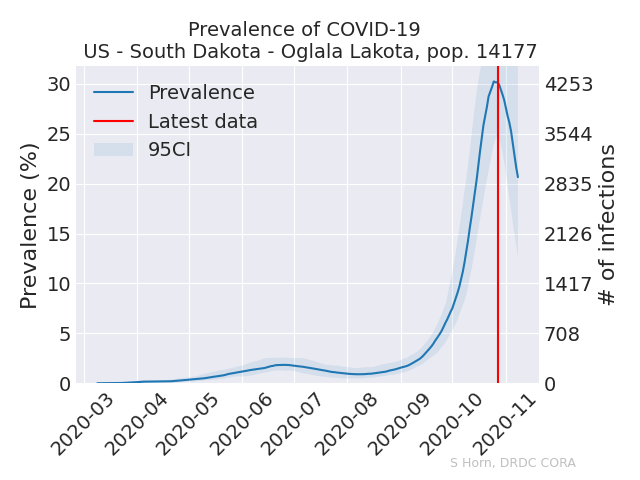 Prevalence of COVID-19
US - South Dakota - Oglala Lakota, pop. 14177
Prevalence
Latest data
95CI
Prevalence (%)
30
25
20
15
10
5
0
4253
3544
2835
2126
1417
708
0
# of infections
2020-03
2020-04
2020-05
2020-06
2020-07
2020-08
2020-09
2020-10
2020-11
S Horn, DRDC CORA